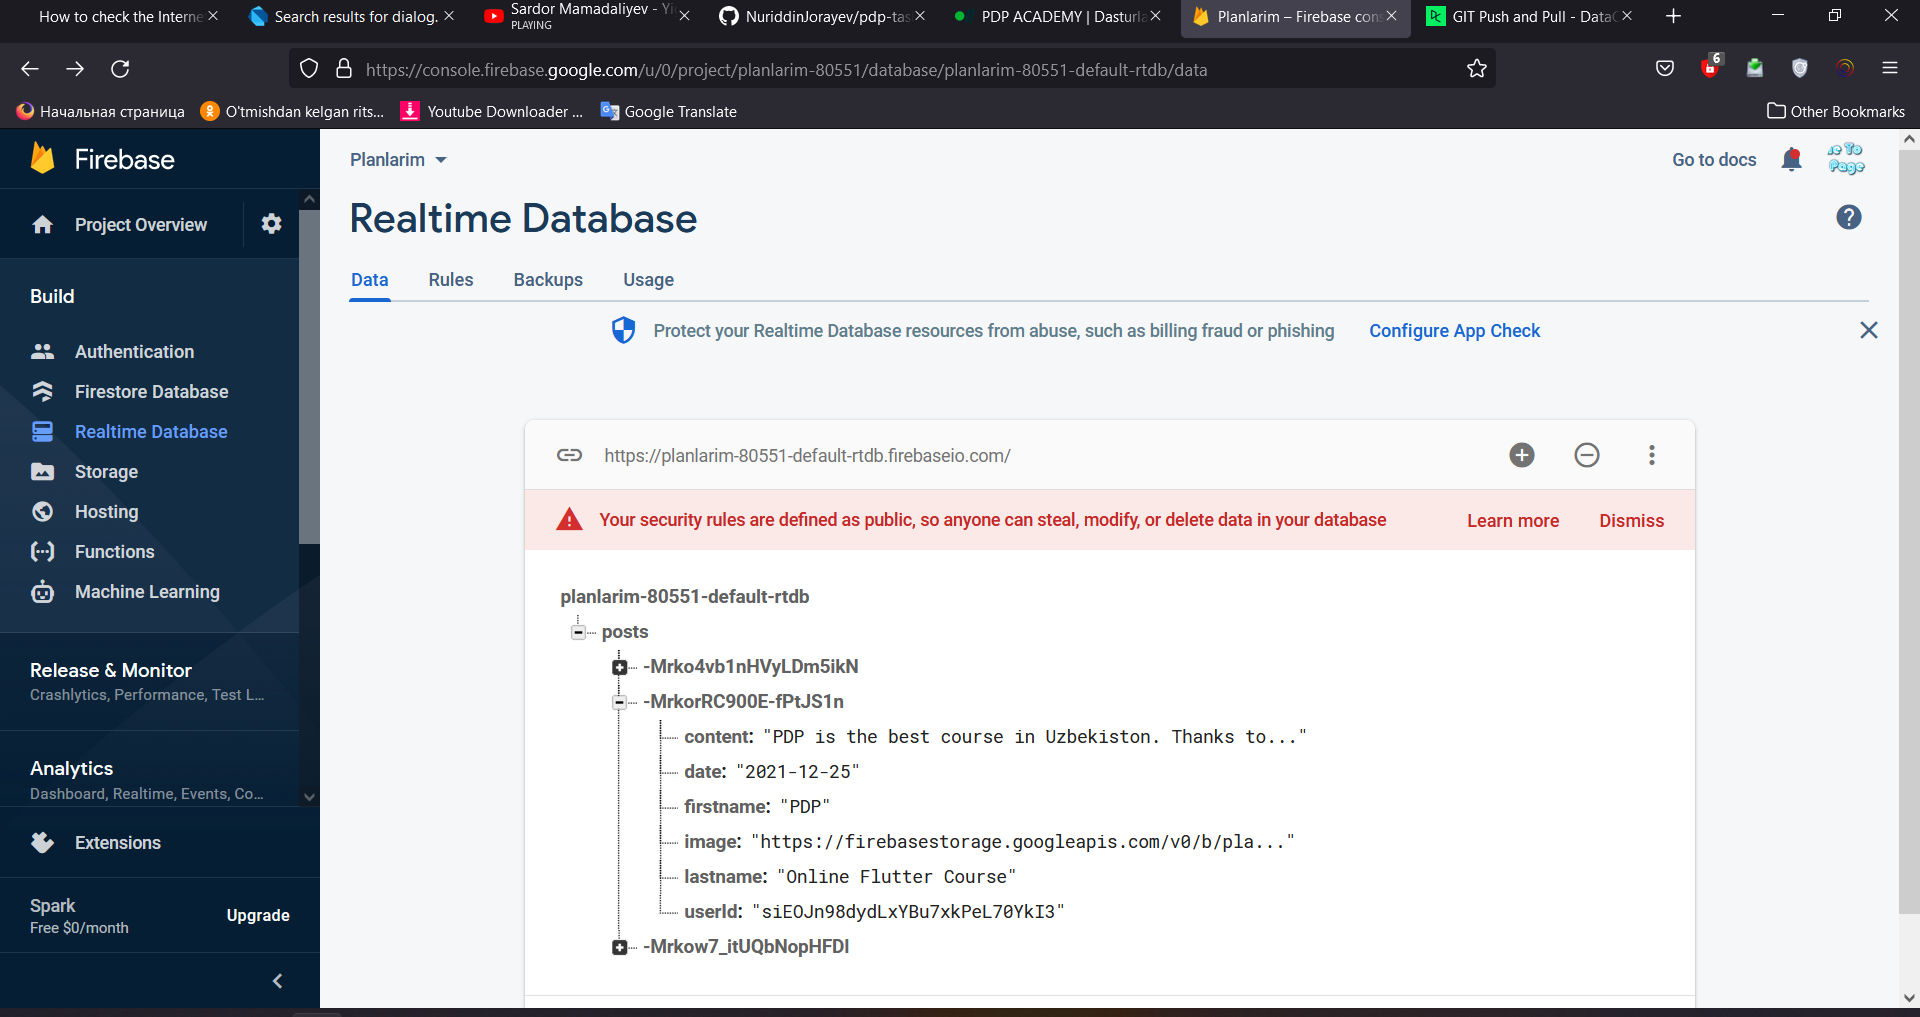 How to check the Interne
Search results for dialog.
Sardor Mamadaliyev - Yi
PLAYING
NuriddinJorayev/pdp-tas
PDP ACADEMY | Dasturla
Planlarim – Firebase con
GIT Push and Pull - DataC
https://console.firebase.google.com/u/0/project/planlarim-80551/database/planlarim-80551-default-rtdb/data
6
Начальная страница
O'tmishdan kelgan rits...
Youtube Downloader ...
Google Translate
Other Bookmarks
Firebase
Project Overview
Build
Authentication
Firestore Database
Realtime Database
Storage
Hosting
Functions
Machine Learning
Release & Monitor
Crashlytics, Performance, Test L...
Analytics
Dashboard, Realtime, Events, Co...
Extensions
Spark
Free $0/month
Upgrade
Planlarim
Go to docs
To
Page
Realtime Database
Data
Rules
Backups
Usage
Protect your Realtime Database resources from abuse, such as billing fraud or phishing
Configure App Check
https://planlarim-80551-default-rtdb.firebaseio.com/
Your security rules are defined as public, so anyone can steal, modify, or delete data in your database
Learn more
Dismiss
planlarim-80551-default-rtdb
posts
-Mrko4vb1nHVyLDm5ikN
-MrkorRC900E-fPtJS1n
content: "PDP is the best course in Uzbekiston. Thanks to..."
date: "2021-12-25"
firstname: "PDP"
image: "https://firebasestorage.googleapis.com/v0/b/pla..."
lastname: "Online Flutter Course"
userId: "siEOJn98dydLxYBu7xkPeL70YkI3"
-Mrkow7_itUQbNopHFDl